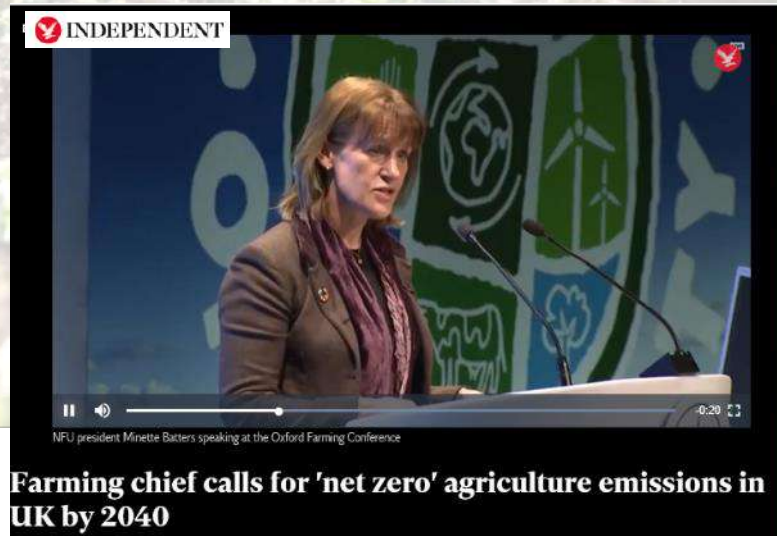 INDEPENDENT
-0:20
NFU president Minette Batters speaking at the Oxford Farming Conference
Farming chief calls for 'net zero' agriculture emissions in
UK by 2040